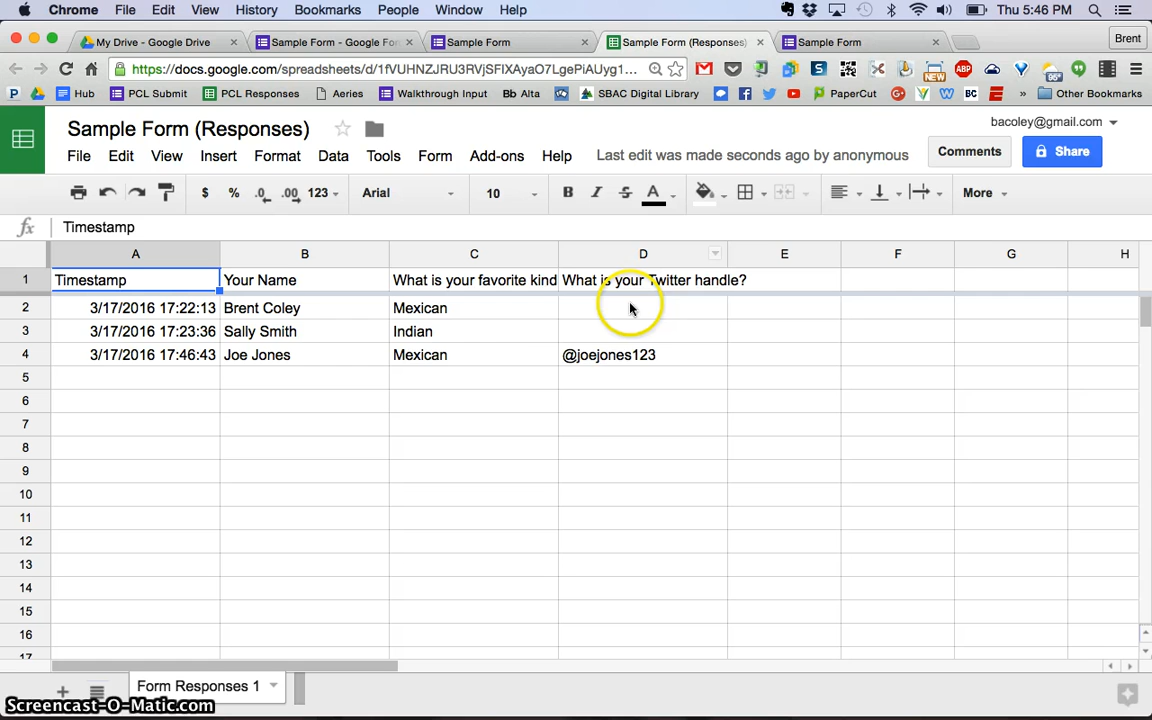 Chrome File Edit View History Bookmarks People Window Help Thu 5:46 PM
My Drive - Google Drive Sample Form - Google For Sample Form Sample Form (Responses) Sample Form Brent
https://docs.google.com/spreadsheets/d/1fVUHNZJRU3RVjSFIXAyaO7LgePiAUyg1...
Hub PCL Submit PCL Responses Aeries Walkthrough Input Bb Alta SBAC Digital Library PaperCut » Other Bookmarks
Sample Form (Responses) bacoley@gmail.com
File Edit View Insert Format Data Tools Form Add-ons Help Last edit was made seconds ago by anonymous Comments Share
$ % .0 .00 123 Arial 10 B I S A More
fx Timestamp
A B C D E F G H
1 Timestamp Your Name What is your favorite kind What is your Twitter handle?
2 3/17/2016 17:22:13 Brent Coley Mexican
3 3/17/2016 17:23:36 Sally Smith Indian
4 3/17/2016 17:46:43 Joe Jones Mexican @joejones123
5
6
7
8
9
10
11
12
13
14
15
16
17
+ Form Responses 1
Screencast-O-Matic.com